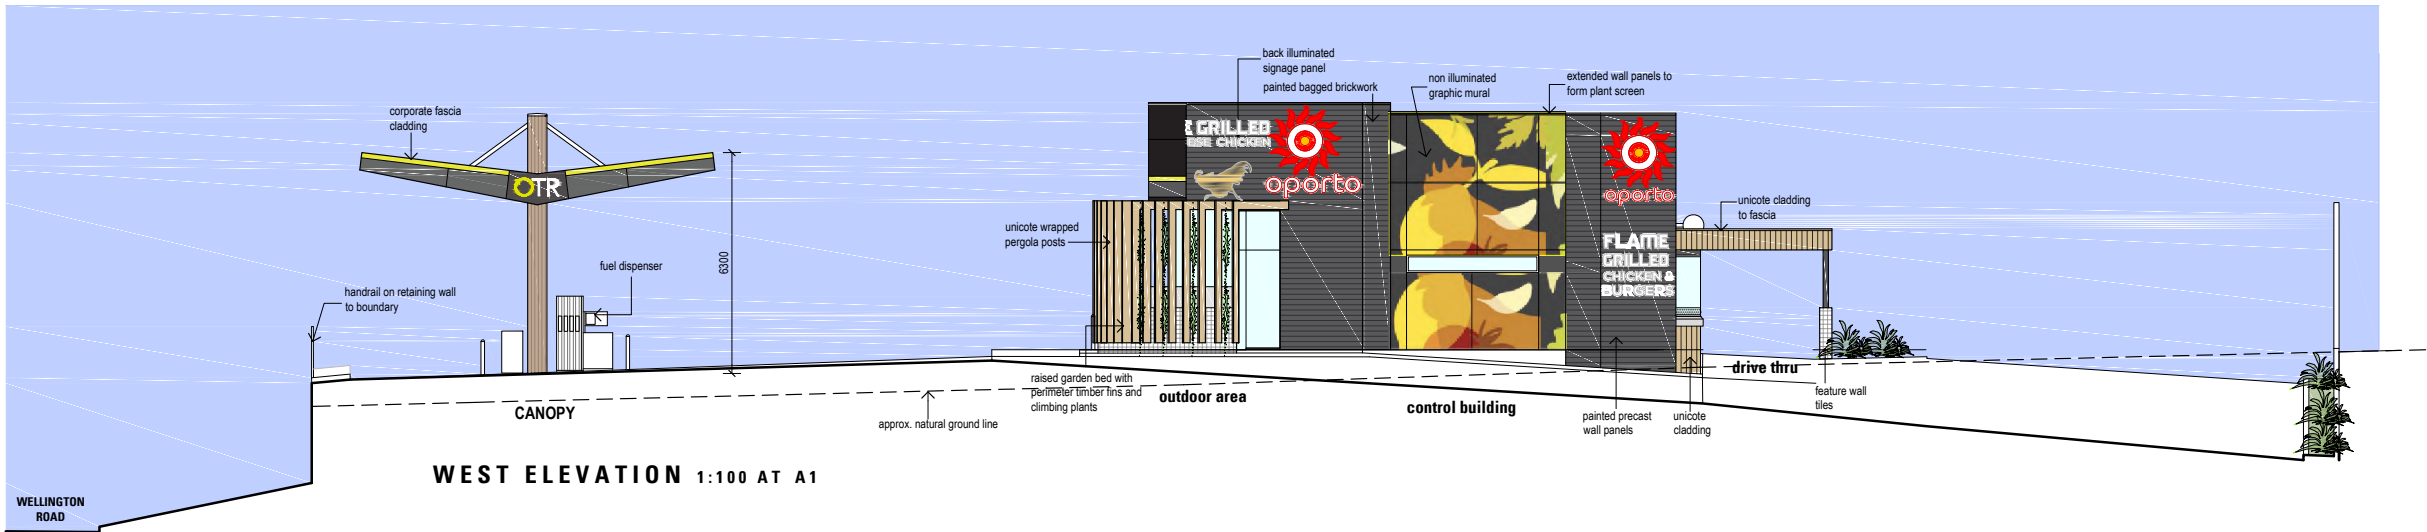 back illuminated
signage panel
painted bagged brickwork
non illuminated
graphic mural
extended wall panels to
form plant screen
corporate fascia
cladding
OTR
6300
GRILLED
ESE CHICKEN
oporto
oporto
FLAME
GRILLED
CHICKEN &
BURGERS
unicote cladding
to fascia
unicote wrapped
pergola posts
fuel dispenser
handrail on retaining wall
to boundary
raised garden bed with
perimeter timber fins and
climbing plants
outdoor area
control building
drive thru
feature wall
tiles
painted precast
wall panels
unicote
cladding
CANOPY
approx. natural ground line
WEST ELEVATION 1:100 AT A1
WELLINGTON
ROAD